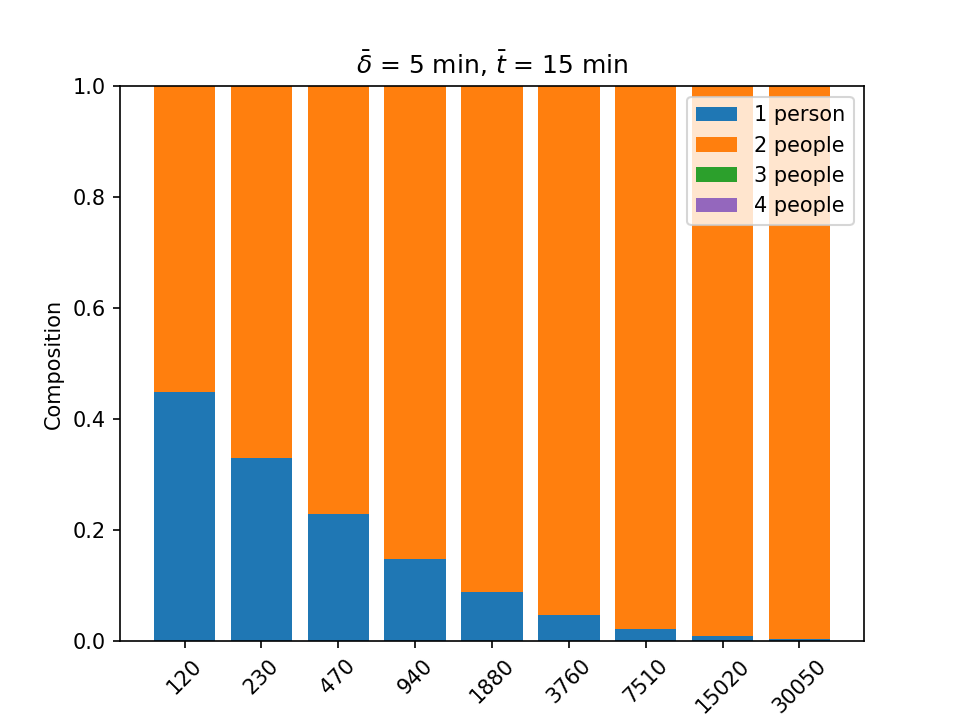 δ̄ = 5 min, t̄ = 15 min
1.0
0.8
0.6
0.4
0.2
0.0
Composition
1 person
2 people
3 people
4 people
120
230
470
940
1880
3760
7510
15020
30050